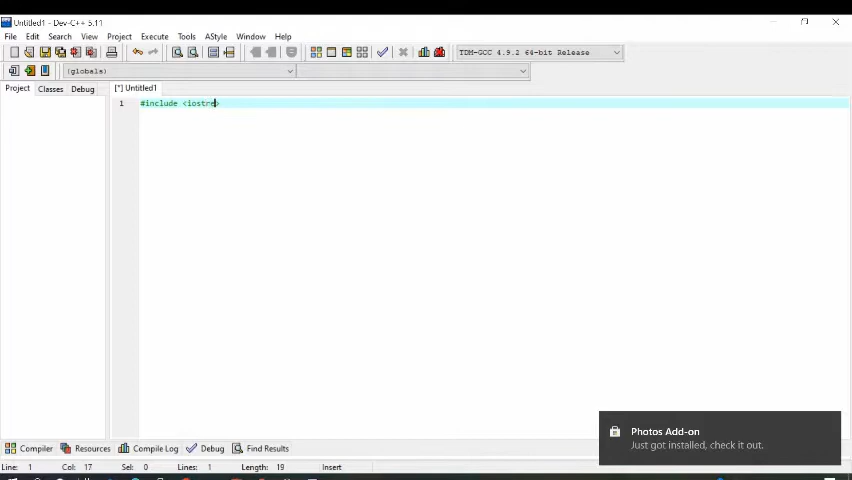 Untitled1 - Dev-C++ 5.11
File Edit Search View Project Execute Tools AStyle Window Help
TDM-GCC 4.9.2 64-bit Release
(globals)
Project Classes Debug [*] Untitled1
1 #include <iostre>
Photos Add-on
Just got installed, check it out.
Compiler Resources Compile Log Debug Find Results
Line: 1 Col: 17 Sel: 0 Lines: 1 Length: 19 Insert